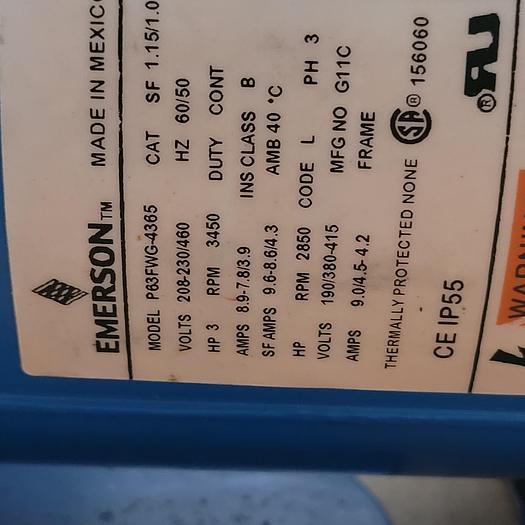 EMERSON™ MADE IN MEXICO
MODEL P63FWG-4365 CAT SF 1.15/1.0
VOLTS 208-230/460 HZ 60/50
HP 3 RPM 3450 DUTY CONT
AMPS 8.9-7.8/3.9 INS CLASS B
SF AMPS 9.6-8.6/4.3 AMB 40 °C
HP RPM 2850 CODE L PH 3
VOLTS 190/380-415 MFG NO G11C
AMPS 9.0/4.5-4.2 FRAME
THERMALLY PROTECTED NONE SA® 156060
CE IP55
®RU